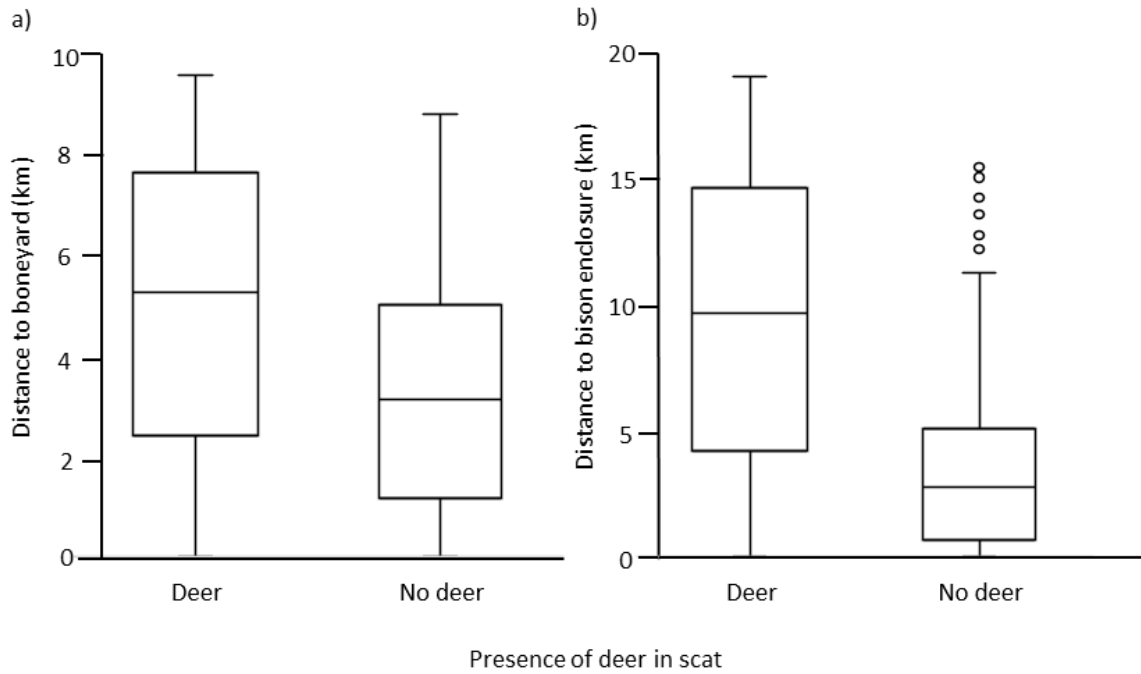 a)
10
8
6
4
2
0
Distance to boneyard (km)
Deer
No deer
b)
20
15
10
5
0
Distance to bison enclosure (km)
Deer
No deer
Presence of deer in scat